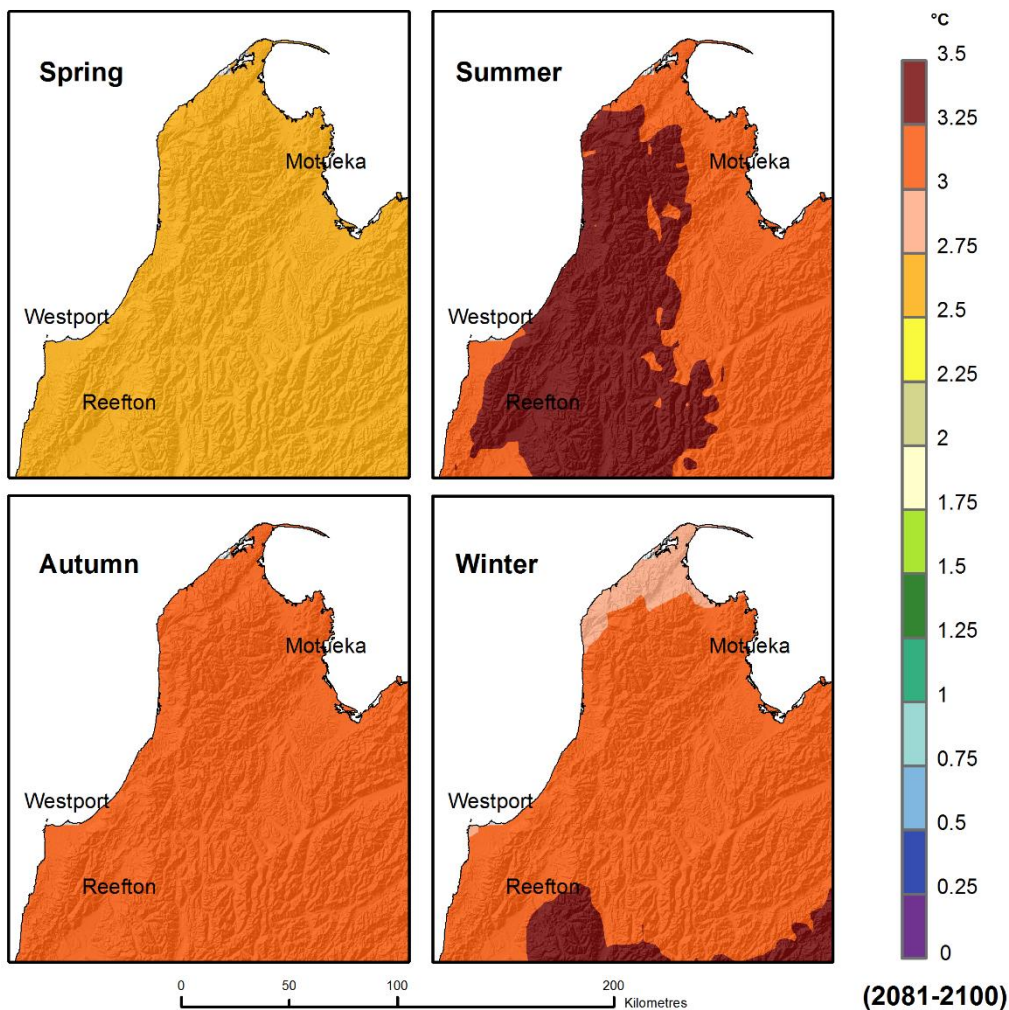 Spring
Motueka
Westport
Reefton
Summer
Motueka
Westport
Reefton
Autumn
Motueka
Westport
Reefton
Winter
Motueka
Westport
Reefton
°C
3.5
3.25
3
2.75
2.5
2.25
2
1.75
1.5
1.25
1
0.75
0.5
0.25
0
0 50 100 200
Kilometres
(2081-2100)